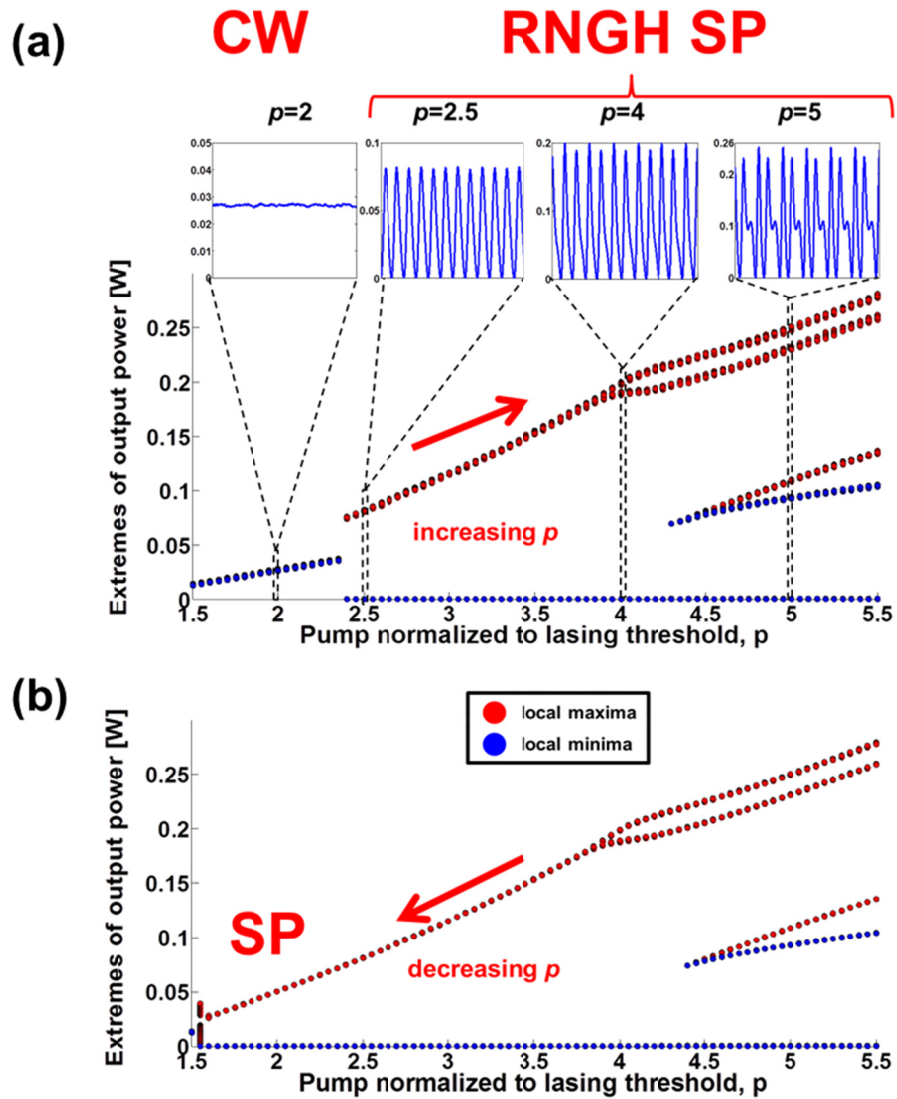 (a)
CW
RNGH SP
p=2
p=2.5
p=4
p=5
0.05
0.04
0.03
0.02
0.01
0
0.1
0.05
0
0.2
0.1
0
0.26
0.2
0.1
0
Extremes of output power [W]
0.25
0.2
0.15
0.1
0.05
0
increasing p
1.5
2
2.5
3
3.5
4
4.5
5
5.5
Pump normalized to lasing threshold, p
(b)
local maxima
local minima
Extremes of output power [W]
0.25
0.2
0.15
0.1
0.05
0
SP
decreasing p
1.5
2
2.5
3
3.5
4
4.5
5
5.5
Pump normalized to lasing threshold, p